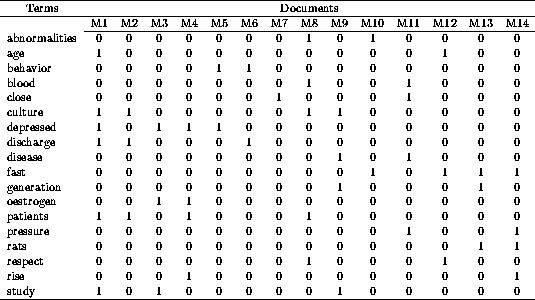 Terms Documents
M1 M2 M3 M4 M5 M6 M7 M8 M9 M10 M11 M12 M13 M14
abnormalities 0 0 0 0 0 0 0 1 0 1 0 0 0 0
age 1 0 0 0 0 0 0 0 0 0 0 1 0 0
behavior 0 0 0 0 1 1 0 0 0 0 0 0 0 0
blood 0 0 0 0 0 0 0 1 0 0 1 0 0 0
close 0 0 0 0 0 0 1 0 0 0 1 0 0 0
culture 1 1 0 0 0 0 0 1 1 0 0 0 0 0
depressed 1 0 1 1 1 0 0 0 0 0 0 0 0 0
discharge 1 1 0 0 0 1 0 0 0 0 0 0 0 0
disease 0 0 0 0 0 0 0 0 1 0 1 0 0 0
fast 0 0 0 0 0 0 0 0 0 1 0 1 1 1
generation 0 0 0 0 0 0 0 0 1 0 0 0 1 0
oestrogen 0 0 1 1 0 0 0 0 0 0 0 0 0 0
patients 1 1 0 1 0 0 0 1 0 0 0 0 0 0
pressure 0 0 0 0 0 0 0 0 0 0 1 0 0 1
rats 0 0 0 0 0 0 0 0 0 0 0 0 1 1
respect 0 0 0 0 0 0 0 1 0 0 0 1 0 0
rise 0 0 0 1 0 0 0 0 0 0 0 0 0 1
study 1 0 1 0 0 0 0 0 1 0 0 0 0 0